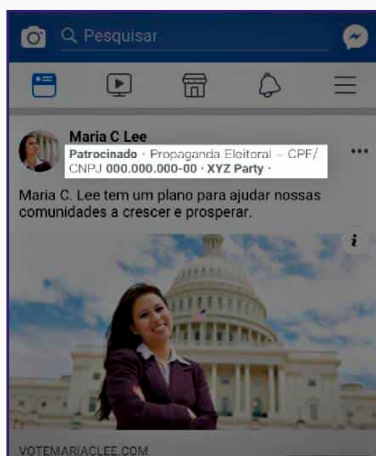 Pesquisar
Maria C Lee
Patrocinado · Propaganda Eleitoral – CPF/
CNPJ 000.000.000-00 · XYZ Party ·
Maria C. Lee tem um plano para ajudar nossas
comunidades a crescer e prosperar.
i
VOTEMARIACLEE.COM